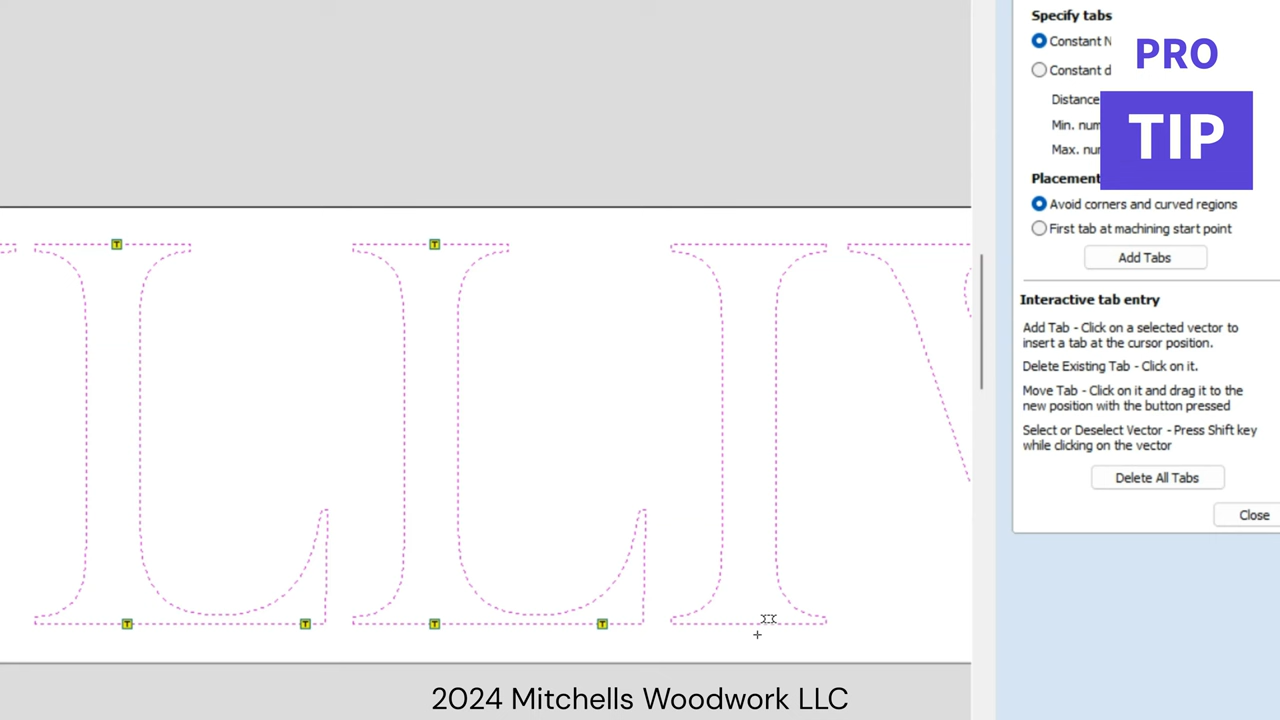 Specify tabs
Constant N
Constant d
Distance
Min. num
Max. nu
Placement
Avoid corners and curved regions
First tab at machining start point
Add Tabs
Interactive tab entry
Add Tab - Click on a selected vector to
insert a tab at the cursor position.
Delete Existing Tab - Click on it.
Move Tab - Click on it and drag it to the
new position with the button pressed
Select or Deselect Vector - Press Shift key
while clicking on the vector
Delete All Tabs
Close
PRO
TIP
T
T
L
L
I
T
T
T
T
2024 Mitchells Woodwork LLC